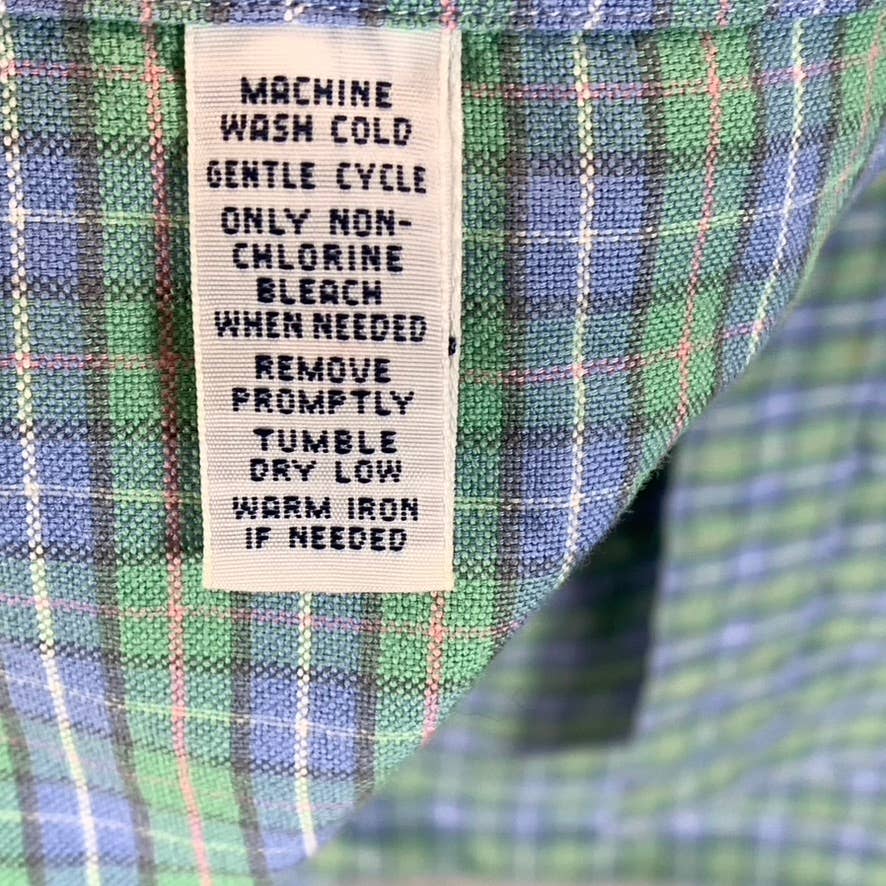 MACHINE
WASH COLD
GENTLE CYCLE
ONLY NON-
CHLORINE
BLEACH
WHEN NEEDED
REMOVE
PROMPTLY
TUMBLE
DRY LOW
WARM IRON
IF NEEDED